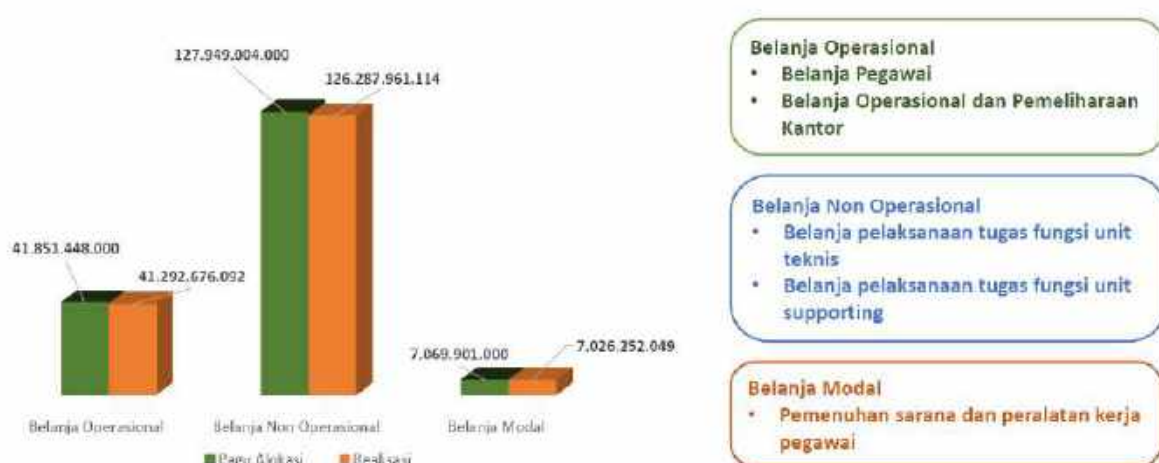 127.949.004.000
126.287.961.114
41.851.448.000
41.292.676.092
7.069.901.000
7.026.252.049
Belanja Operasional
Belanja Non Operasional
Belanja Modal
Pagu Alokasi
Realisasi
Belanja Operasional
• Belanja Pegawai
• Belanja Operasional dan Pemeliharaan
Kantor
Belanja Non Operasional
• Belanja pelaksanaan tugas fungsi unit
teknis
• Belanja pelaksanaan tugas fungsi unit
supporting
Belanja Modal
• Pemenuhan sarana dan peralatan kerja
pegawai